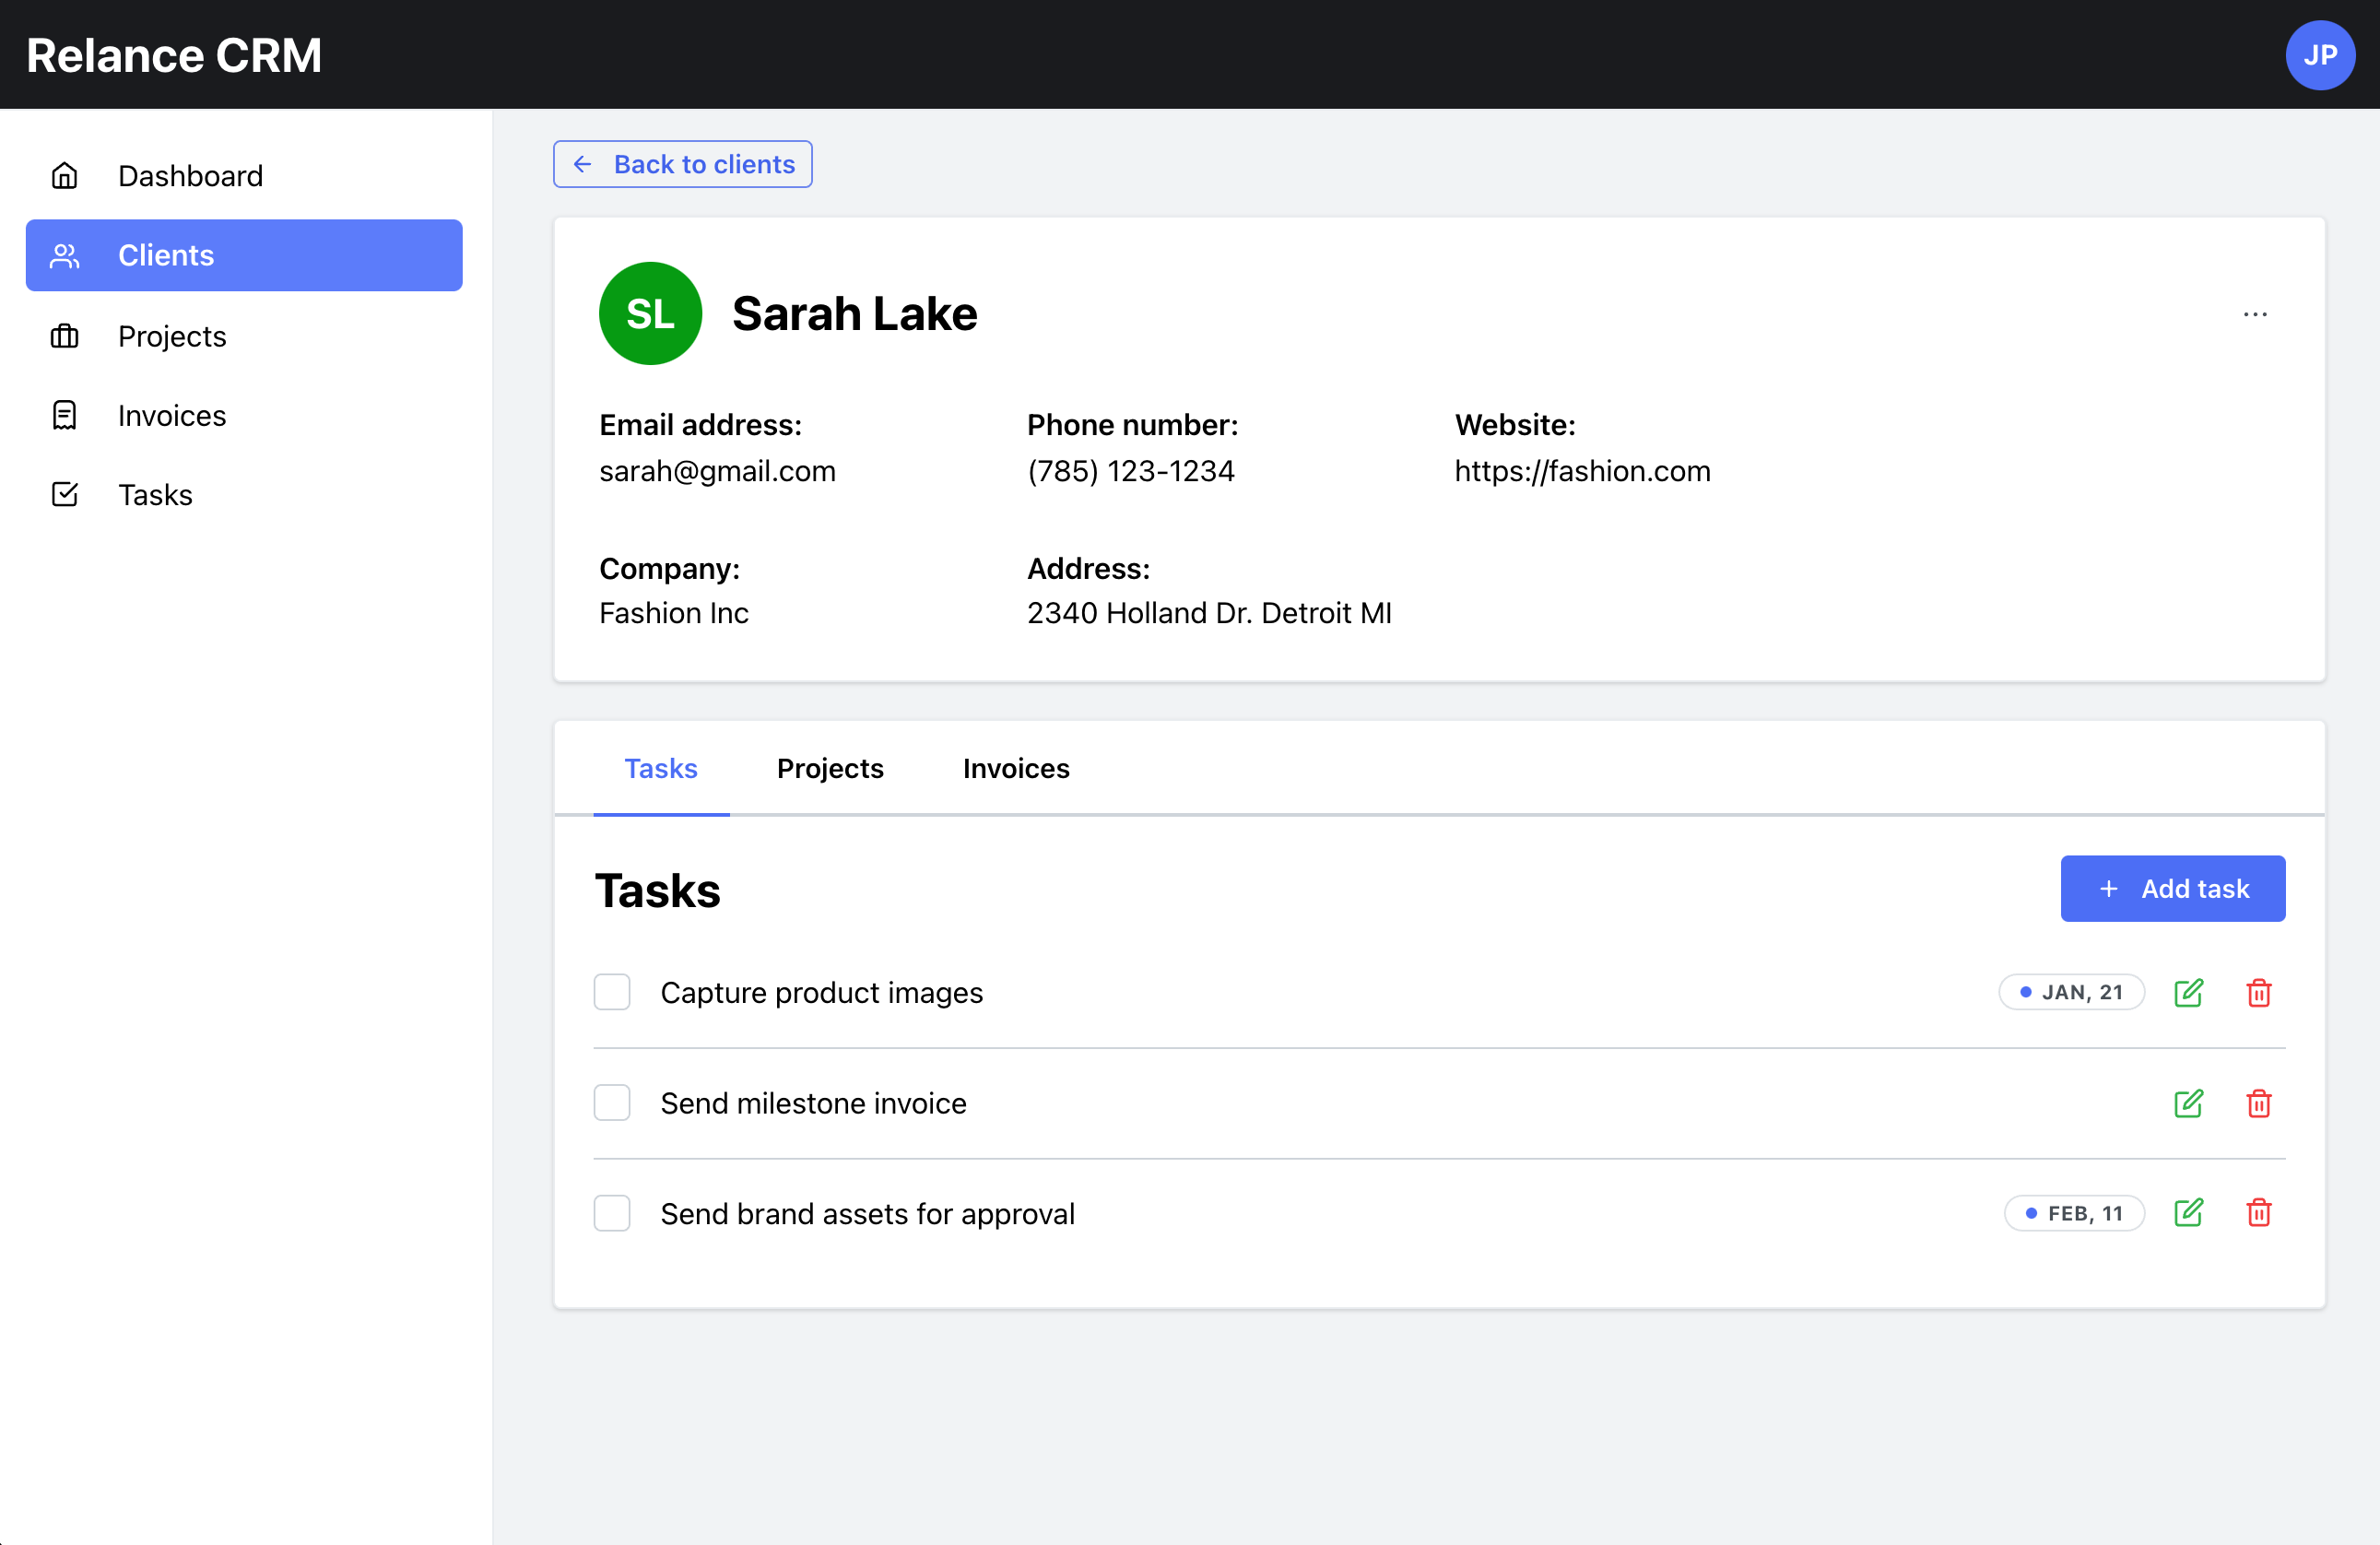 Relance CRM
JP
Dashboard
Clients
Projects
Invoices
Tasks
Back to clients
SL
Sarah Lake
...
Email address:
sarah@gmail.com
Phone number:
(785) 123-1234
Website:
https://fashion.com
Company:
Fashion Inc
Address:
2340 Holland Dr. Detroit MI
Tasks
Projects
Invoices
Tasks
+ Add task
Capture product images
JAN, 21
Send milestone invoice
Send brand assets for approval
FEB, 11